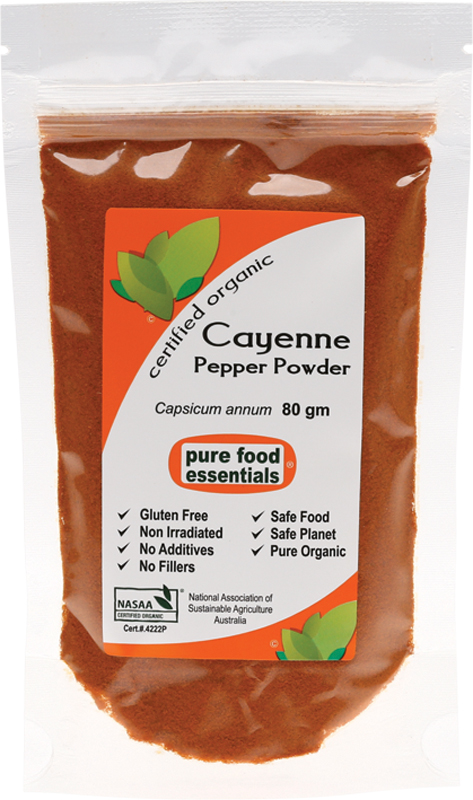 certified organic
Cayenne
Pepper Powder
Capsicum annum 80 gm
pure food
essentials®
✓ Gluten Free
✓ Non Irradiated
✓ No Additives
✓ No Fillers
✓ Safe Food
✓ Safe Planet
✓ Pure Organic
NASAA®
CERTIFIED ORGANIC
Cert.#.4222P
National Association of
Sustainable Agriculture
Australia
©
©